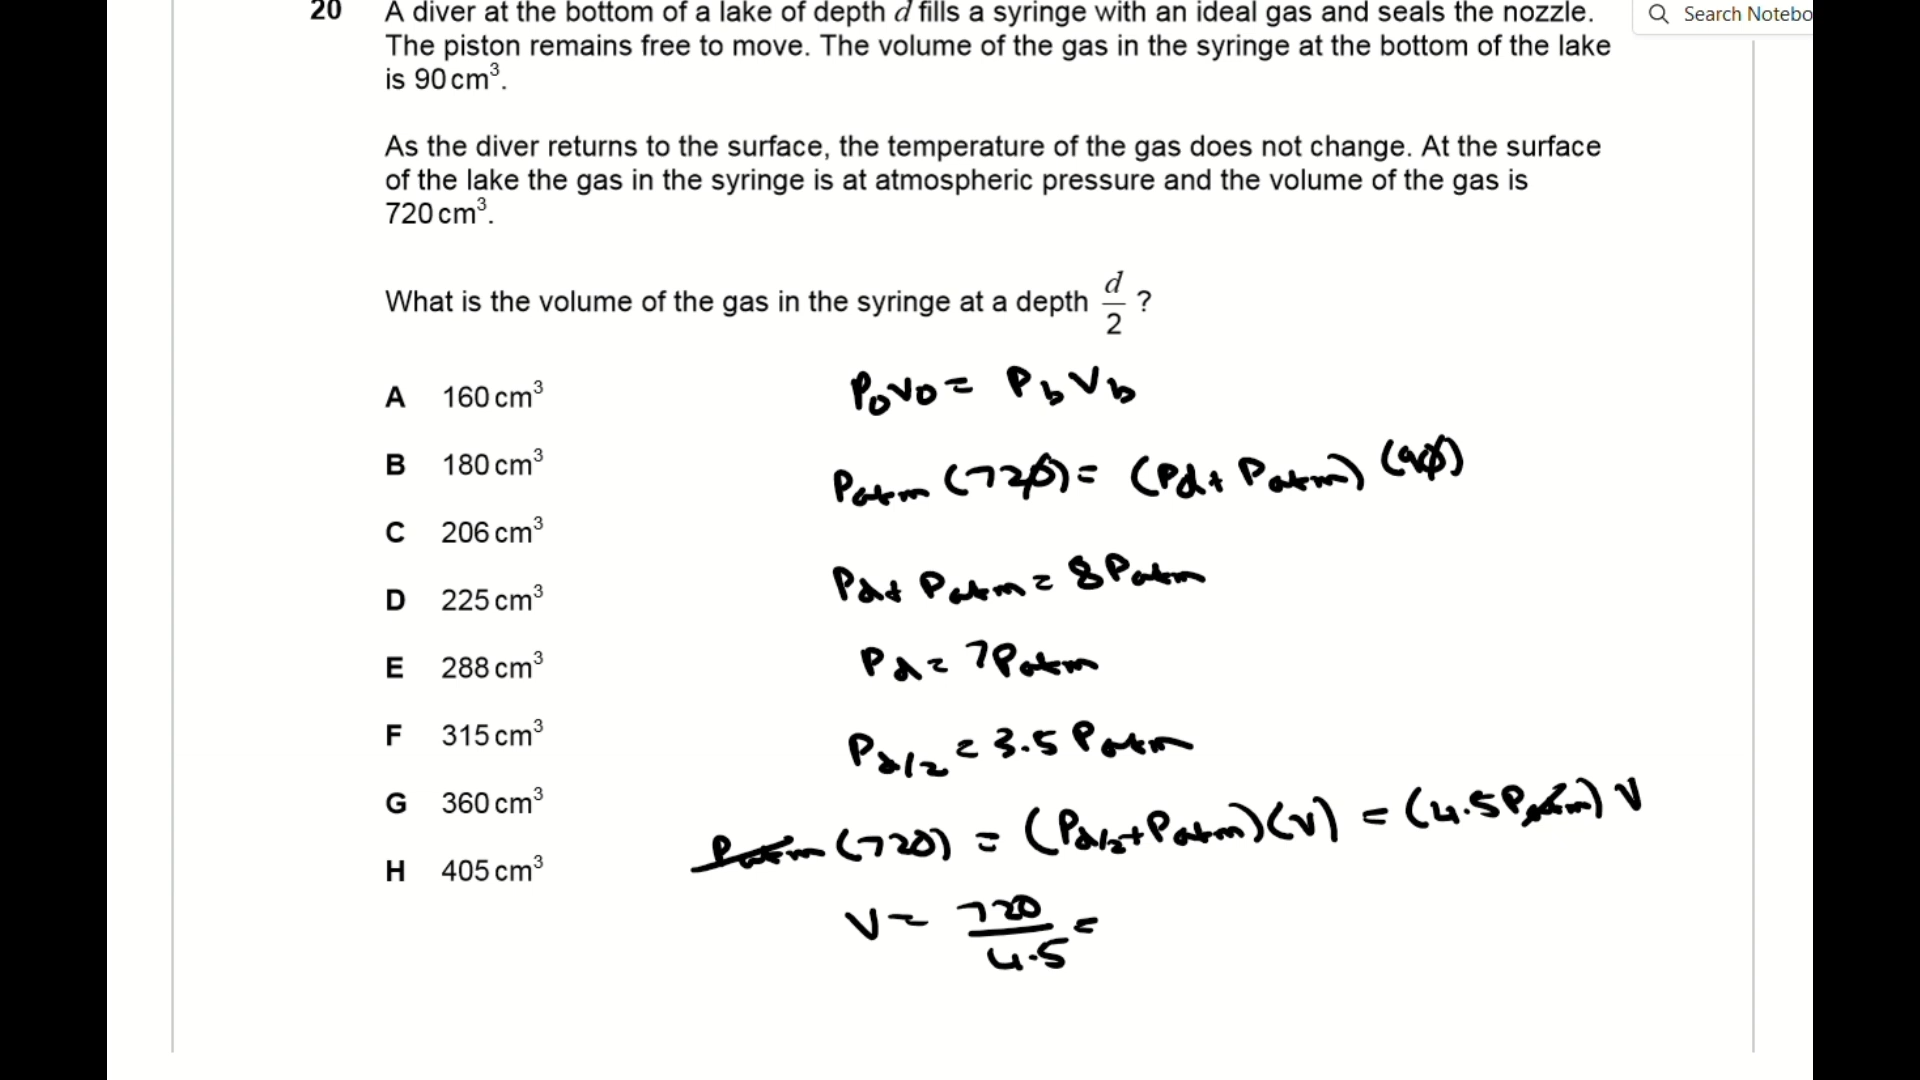 20 A diver at the bottom of a lake of depth d fills a syringe with an ideal gas and seals the nozzle.
Search Notebo
The piston remains free to move. The volume of the gas in the syringe at the bottom of the lake
is 90 cm³.
As the diver returns to the surface, the temperature of the gas does not change. At the surface
of the lake the gas in the syringe is at atmospheric pressure and the volume of the gas is
720 cm³.
What is the volume of the gas in the syringe at a depth d/2 ?
A 160 cm³
B 180 cm³
C 206 cm³
D 225 cm³
E 288 cm³
F 315 cm³
G 360 cm³
H 405 cm³
P₀V₀ = P_b V_b
Patm (720) = (Pd + Patm) (90)
Pd + Patm = 8Patm
Pd = 7Patm
Pd/2 = 3.5 Patm
Patm (720) = (Pd/2 + Patm)(V) = (4.5Patm) V
V = 720/4.5 =